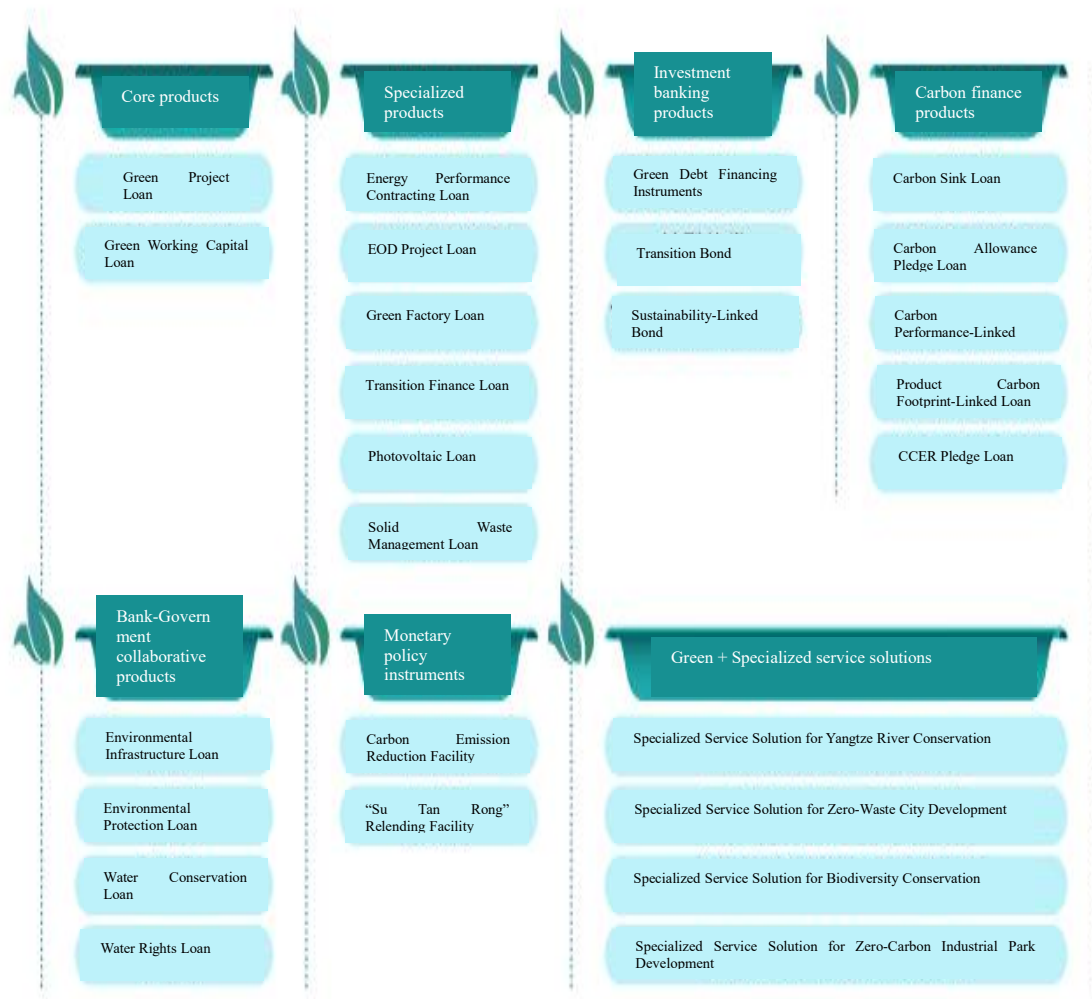 Core products
Green Project
Loan
Green Working Capital
Loan
Specialized
products
Energy Performance
Contracting Loan
EOD Project Loan
Green Factory Loan
Transition Finance Loan
Photovoltaic Loan
Solid Waste
Management Loan
Investment
banking
products
Green Debt Financing
Instruments
Transition Bond
Sustainability-Linked
Bond
Carbon finance
products
Carbon Sink Loan
Carbon Allowance
Pledge Loan
Carbon
Performance-Linked
Product Carbon
Footprint-Linked Loan
CCER Pledge Loan
Bank-Govern
ment
collaborative
products
Environmental
Infrastructure Loan
Environmental
Protection Loan
Water Conservation
Loan
Water Rights Loan
Monetary
policy
instruments
Carbon Emission
Reduction Facility
“Su Tan Rong”
Relending Facility
Green + Specialized service solutions
Specialized Service Solution for Yangtze River Conservation
Specialized Service Solution for Zero-Waste City Development
Specialized Service Solution for Biodiversity Conservation
Specialized Service Solution for Zero-Carbon Industrial Park
Development